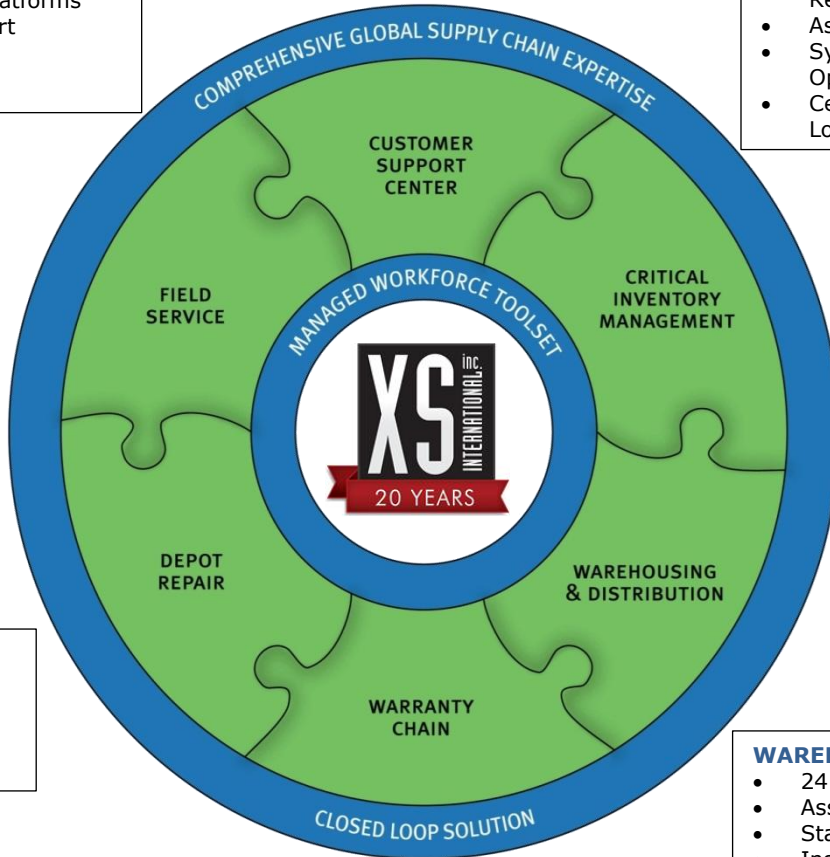 COMPREHENSIVE GLOBAL SUPPLY CHAIN EXPERTISE
CUSTOMER
SUPPORT
CENTER
CRITICAL
INVENTORY
MANAGEMENT
FIELD
SERVICE
MANAGED WORKFORCE TOOLSET
XS
INTERNATIONAL, inc.
20 YEARS
DEPOT
REPAIR
WAREHOUSING
& DISTRIBUTION
WARRANTY
CHAIN
CLOSED LOOP SOLUTION
• 24